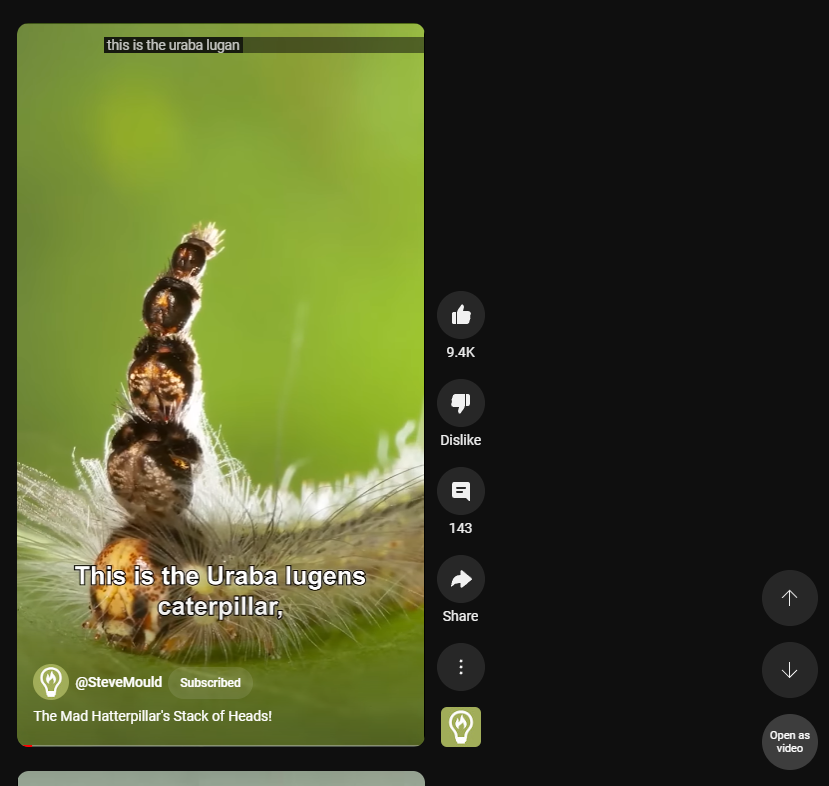 this is the uraba lugan
This is the Uraba lugens
caterpillar,
@SteveMould Subscribed
The Mad Hatterpillar's Stack of Heads!
9.4K
Dislike
143
Share
Open as
video